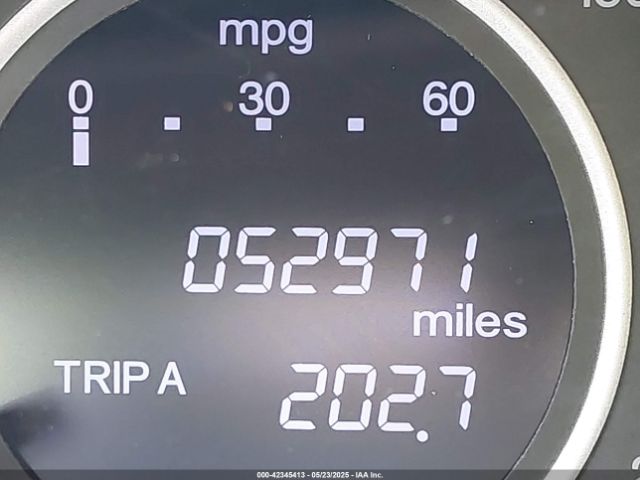 mpg
0 30 60
052971
miles
TRIP A 202.7
000-42345413 - 05/23/2025 - IAA Inc.